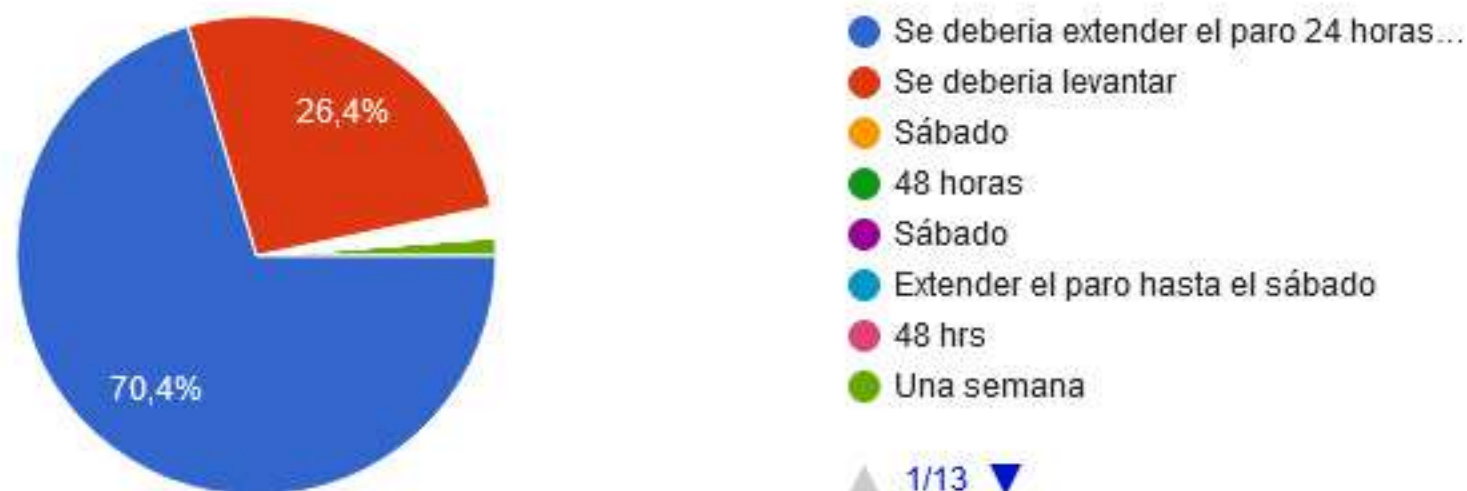 26,4%
70,4%
Se deberia extender el paro 24 horas...
Se deberia levantar
Sábado
48 horas
Sábado
Extender el paro hasta el sábado
48 hrs
Una semana
1/13